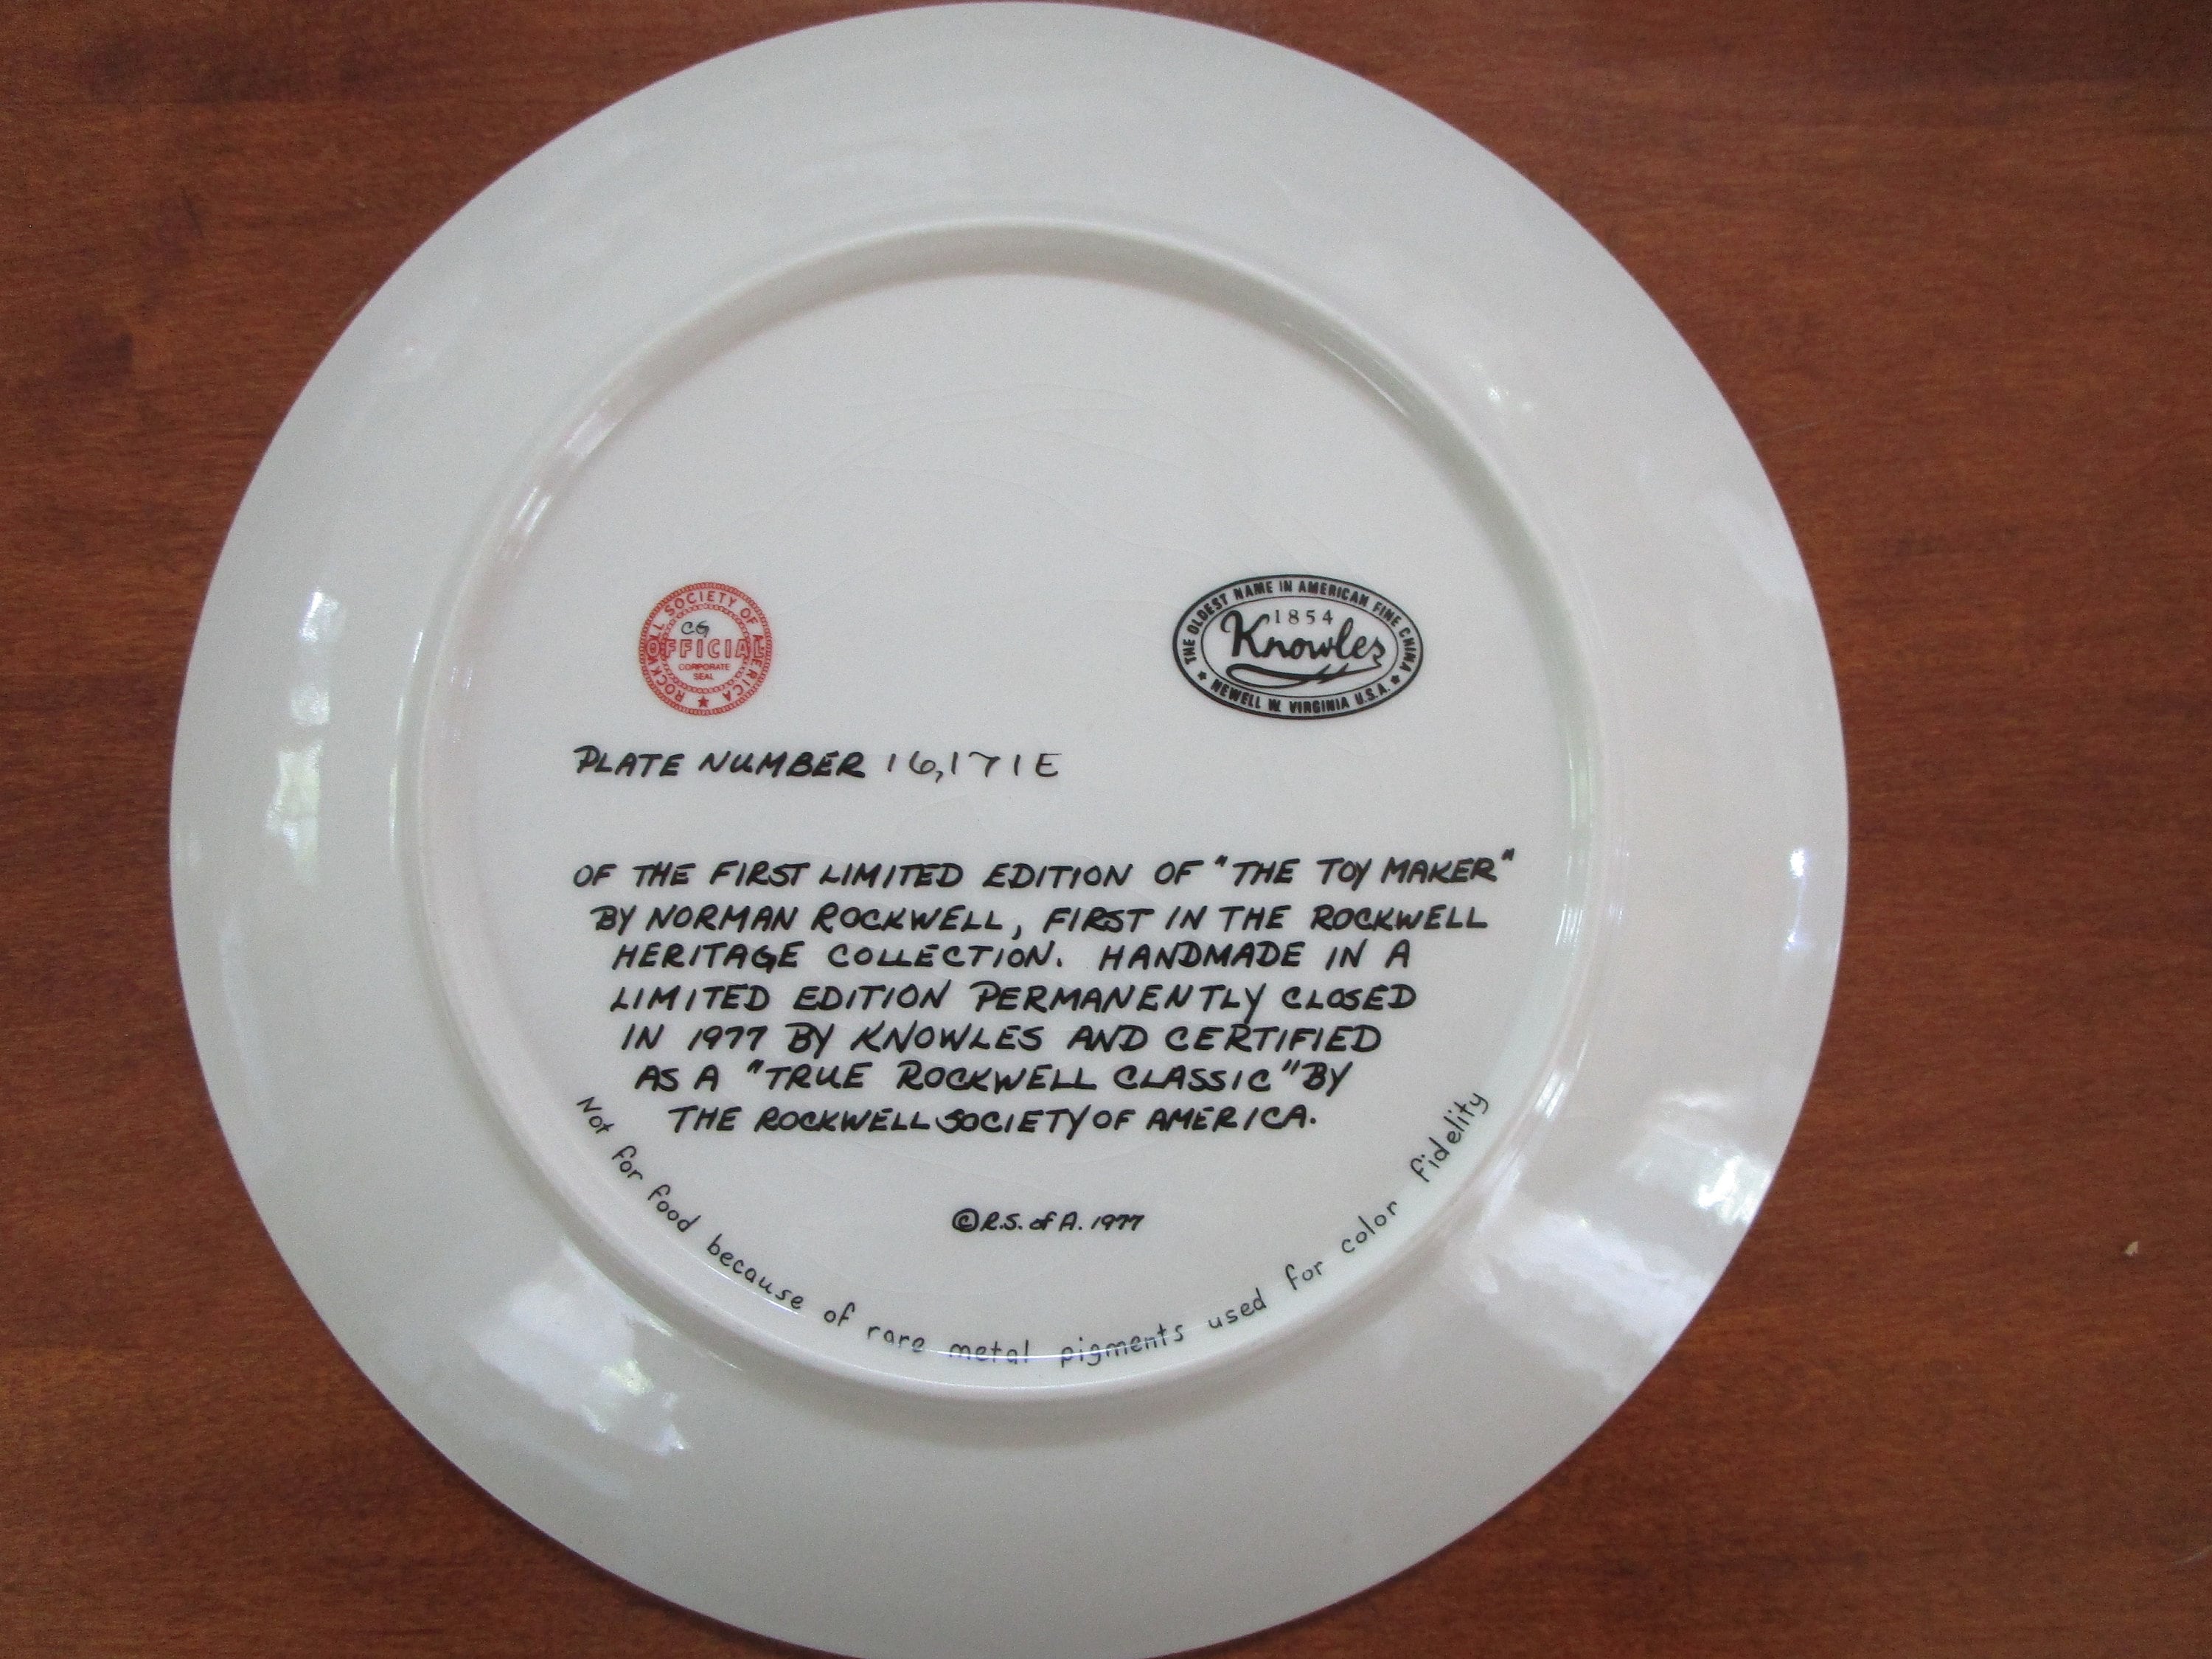 ROCKWELL SOCIETY OF AMERICA
CG
OFFICIAL
CORPORATE
SEAL
THE OLDEST NAME IN AMERICAN FINE CHINA
1854
Knowles
NEWELL W. VIRGINIA U.S.A.
PLATE NUMBER 16,171E
OF THE FIRST LIMITED EDITION OF "THE TOY MAKER"
BY NORMAN ROCKWELL, FIRST IN THE ROCKWELL
HERITAGE COLLECTION. HANDMADE IN A
LIMITED EDITION PERMANENTLY CLOSED
IN 1977 BY KNOWLES AND CERTIFIED
AS A "TRUE ROCKWELL CLASSIC" BY
THE ROCKWELL SOCIETY OF AMERICA.
© R.S. of A. 1977
Not for food because of rare metal pigments used for color fidelity